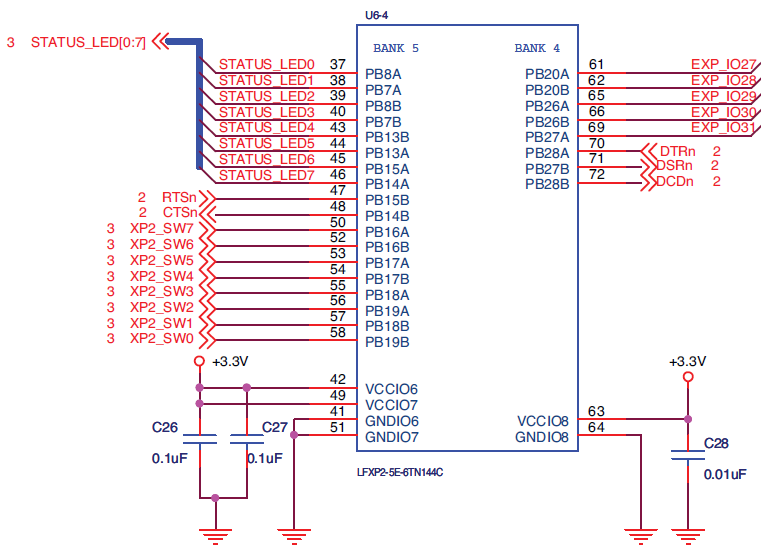 U6-4
3 STATUS_LED[0:7]
BANK 5 BANK 4
STATUS_LED0 37 PB8A PB20A 61 EXP_IO27
STATUS_LED1 38 PB7A PB20B 62 EXP_IO28
STATUS_LED2 39 PB8B PB26A 65 EXP_IO29
STATUS_LED3 40 PB7B PB26B 66 EXP_IO30
STATUS_LED4 43 PB13B PB27A 69 EXP_IO31
STATUS_LED5 44 PB13A PB28A 70 DTRn 2
STATUS_LED6 45 PB15A PB27B 71 DSRn 2
STATUS_LED7 46 PB14A PB28B 72 DCDn 2
2 RTSn 47 PB15B
2 CTSn 48 PB14B
3 XP2_SW7 50 PB16A
3 XP2_SW6 52 PB16B
3 XP2_SW5 53 PB17A
3 XP2_SW4 54 PB17B
3 XP2_SW3 55 PB18A
3 XP2_SW2 56 PB19A
3 XP2_SW1 57 PB18B
3 XP2_SW0 58 PB19B
+3.3V +3.3V
42 VCCIO6
49 VCCIO7
41 GNDIO6 VCCIO8 63
51 GNDIO7 GNDIO8 64
C26 C27 C28
0.1uF 0.1uF 0.01uF
LFXP2-5E-6TN144C